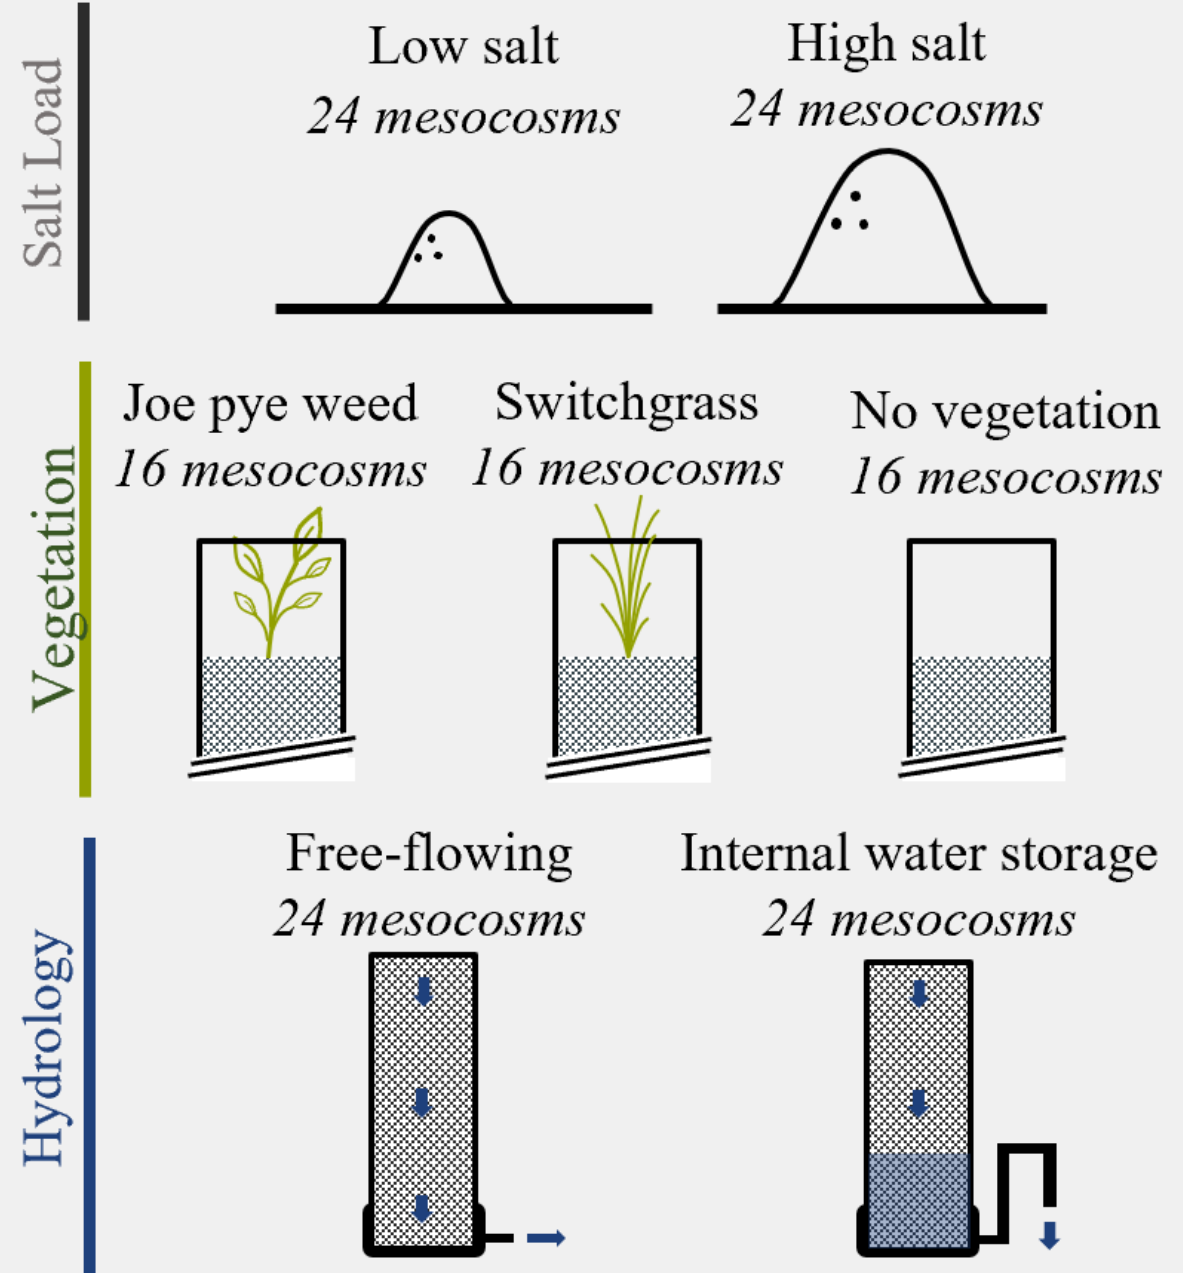 Salt Load
Low salt
24 mesocosms
High salt
24 mesocosms
Vegetation
Joe pye weed
16 mesocosms
Switchgrass
16 mesocosms
No vegetation
16 mesocosms
Hydrology
Free-flowing
24 mesocosms
Internal water storage
24 mesocosms